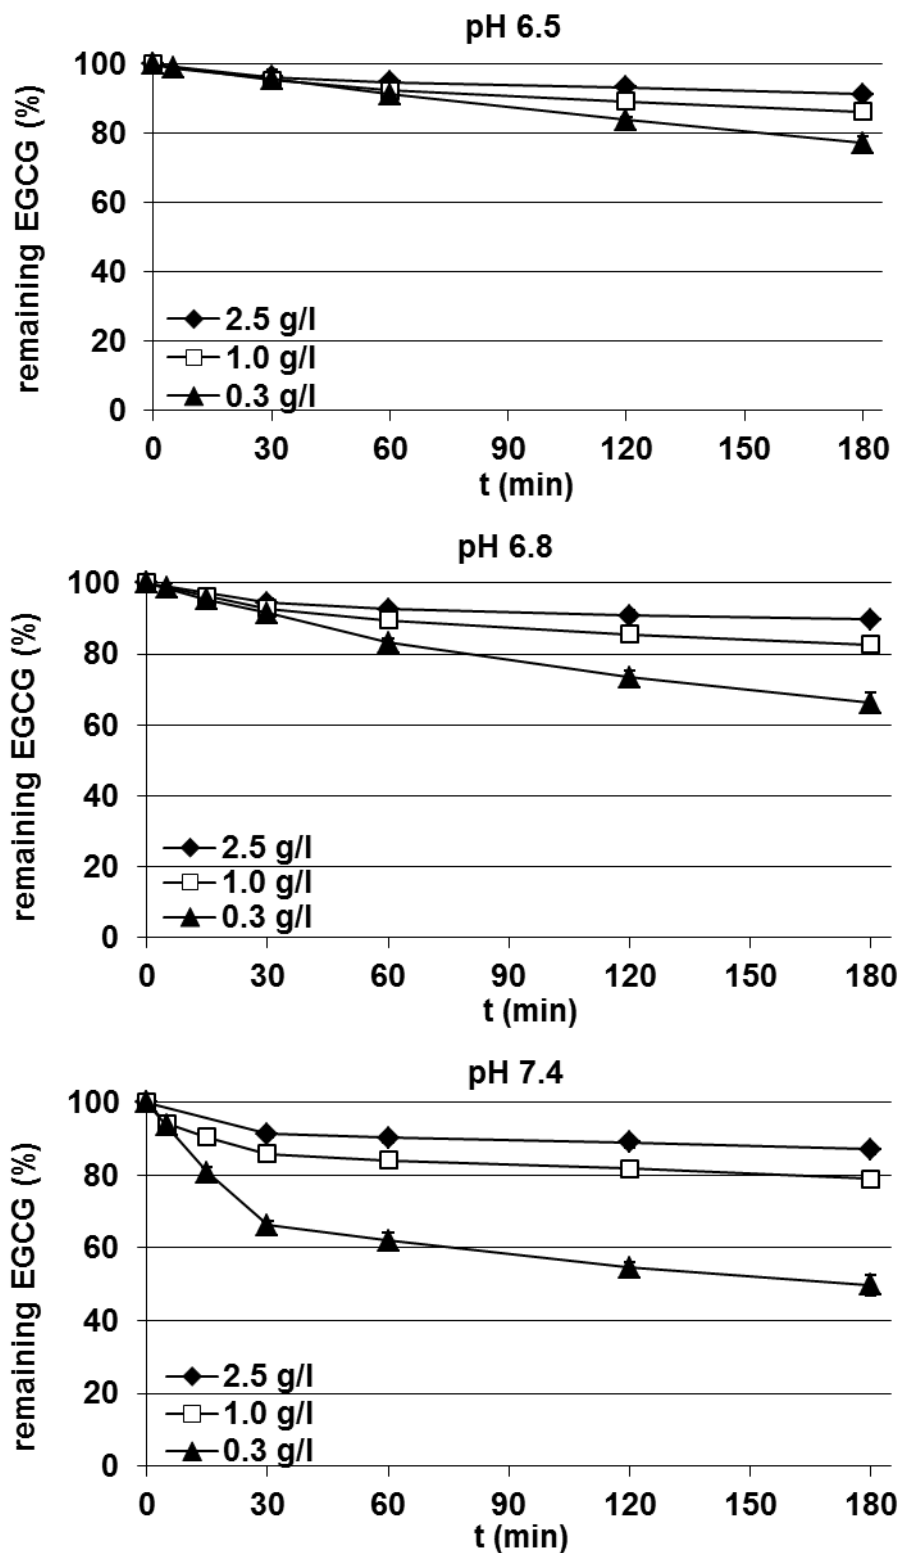 pH 6.5
remaining EGCG (%)
100
80
60
40
20
0
2.5 g/l
1.0 g/l
0.3 g/l
0 30 60 90 120 150 180
t (min)
pH 6.8
remaining EGCG (%)
100
80
60
40
20
0
2.5 g/l
1.0 g/l
0.3 g/l
0 30 60 90 120 150 180
t (min)
pH 7.4
remaining EGCG (%)
100
80
60
40
20
0
2.5 g/l
1.0 g/l
0.3 g/l
0 30 60 90 120 150 180
t (min)